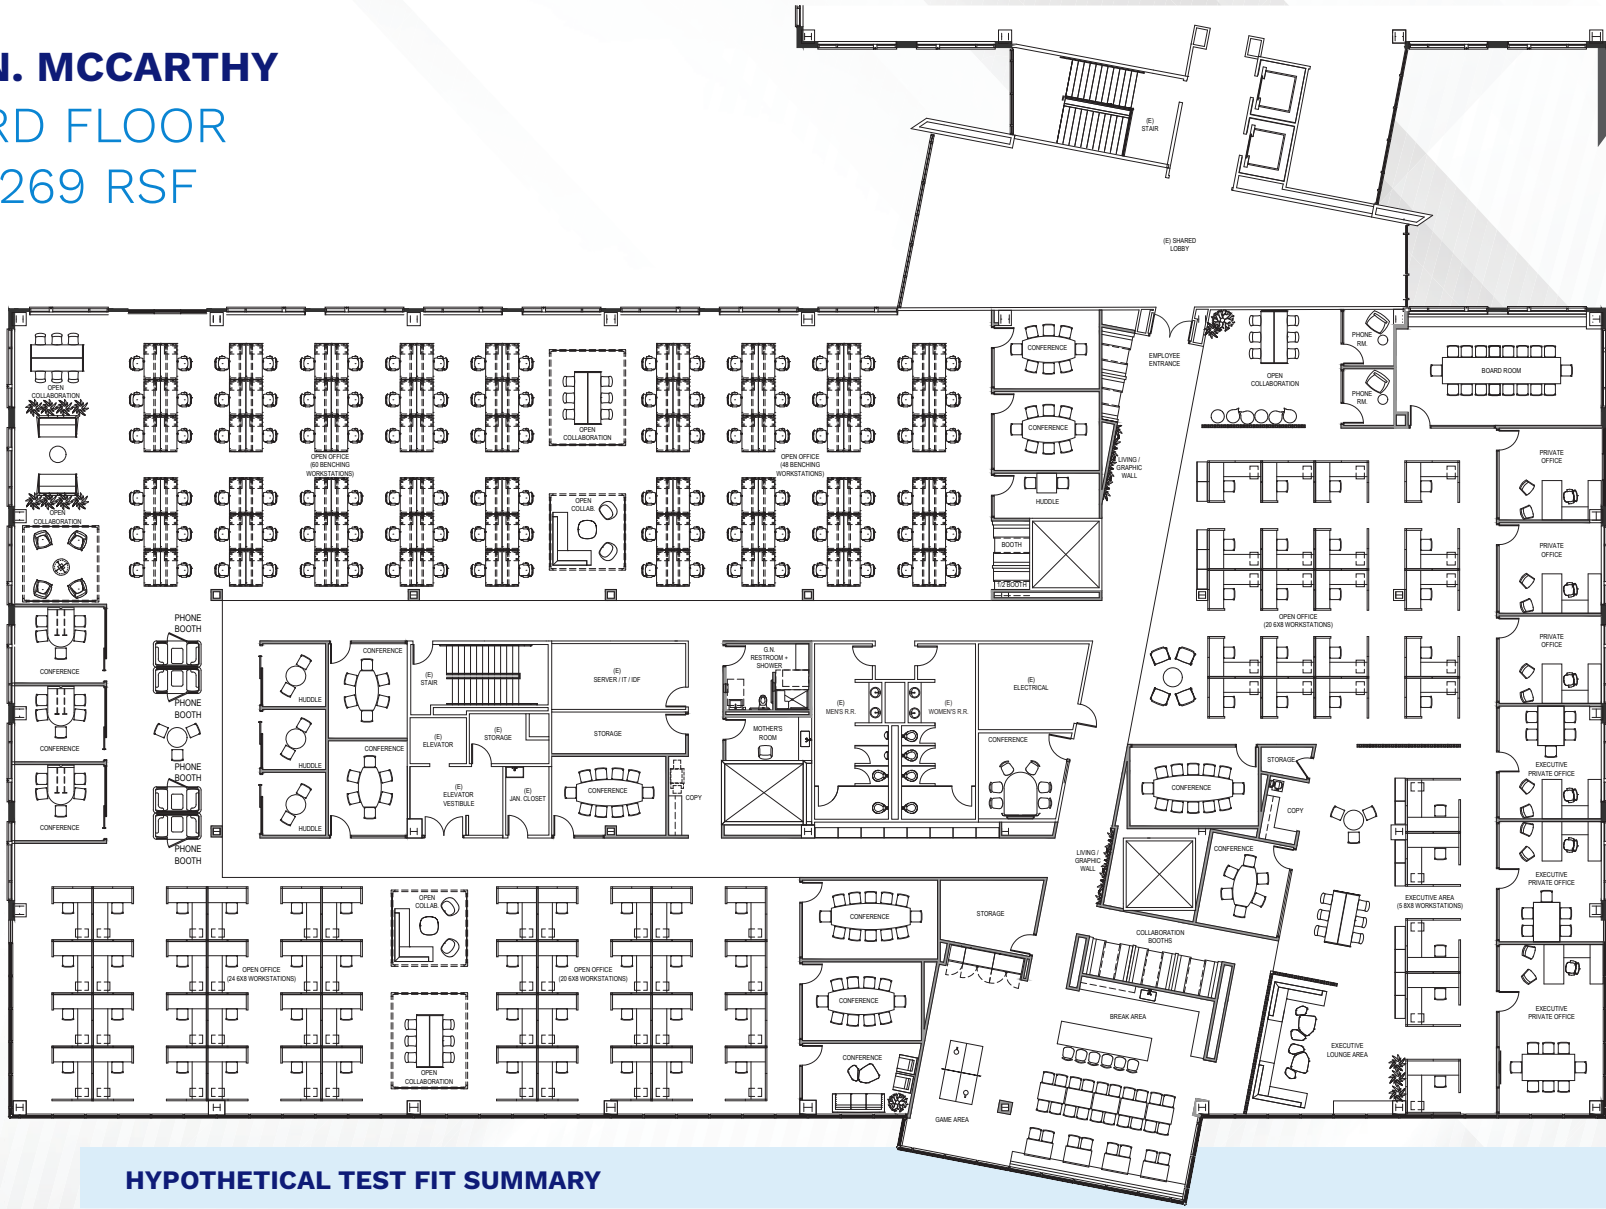 N. MCCARTHY
RD FLOOR
269 RSF
(E)
STAIR
(E) SHARED
LOBBY
EMPLOYEE
ENTRANCE
OPEN
COLLABORATION
OPEN
COLLABORATION
OPEN OFFICE
(60 BENCHING
WORKSTATIONS)
OPEN
COLLABORATION
OPEN
COLLAB.
OPEN OFFICE
(48 BENCHING
WORKSTATIONS)
CONFERENCE
CONFERENCE
HUDDLE
BOOTH
1/2 BOOTH
LIVING /
GRAPHIC
WALL
OPEN
COLLABORATION
PHONE
RM.
PHONE
RM.
BOARD ROOM
PRIVATE
OFFICE
PRIVATE
OFFICE
PRIVATE
OFFICE
OPEN OFFICE
(20 6X8 WORKSTATIONS)
PHONE
BOOTH
PHONE
BOOTH
PHONE
BOOTH
PHONE
BOOTH
CONFERENCE
CONFERENCE
CONFERENCE
HUDDLE
HUDDLE
HUDDLE
CONFERENCE
CONFERENCE
(E)
STAIR
(E)
ELEVATOR
(E)
STORAGE
(E)
ELEVATOR
VESTIBULE
(E)
JAN. CLOSET
(E)
SERVER / IT / IDF
STORAGE
CONFERENCE
COPY
G.N.
RESTROOM +
SHOWER
MOTHER'S
ROOM
(E)
MEN'S R.R.
(E)
WOMEN'S R.R.
(E)
ELECTRICAL
CONFERENCE
CONFERENCE
STORAGE
COPY
CONFERENCE
LIVING /
GRAPHIC
WALL
EXECUTIVE
PRIVATE OFFICE
EXECUTIVE
PRIVATE OFFICE
EXECUTIVE
PRIVATE OFFICE
EXECUTIVE AREA
(5 8X8 WORKSTATIONS)
EXECUTIVE
LOUNGE AREA
COLLABORATION
BOOTHS
BREAK AREA
GAME AREA
STORAGE
CONFERENCE
CONFERENCE
CONFERENCE
OPEN
COLLAB.
OPEN OFFICE
(24 6X8 WORKSTATIONS)
OPEN OFFICE
(20 6X8 WORKSTATIONS)
OPEN
COLLABORATION
HYPOTHETICAL TEST FIT SUMMARY